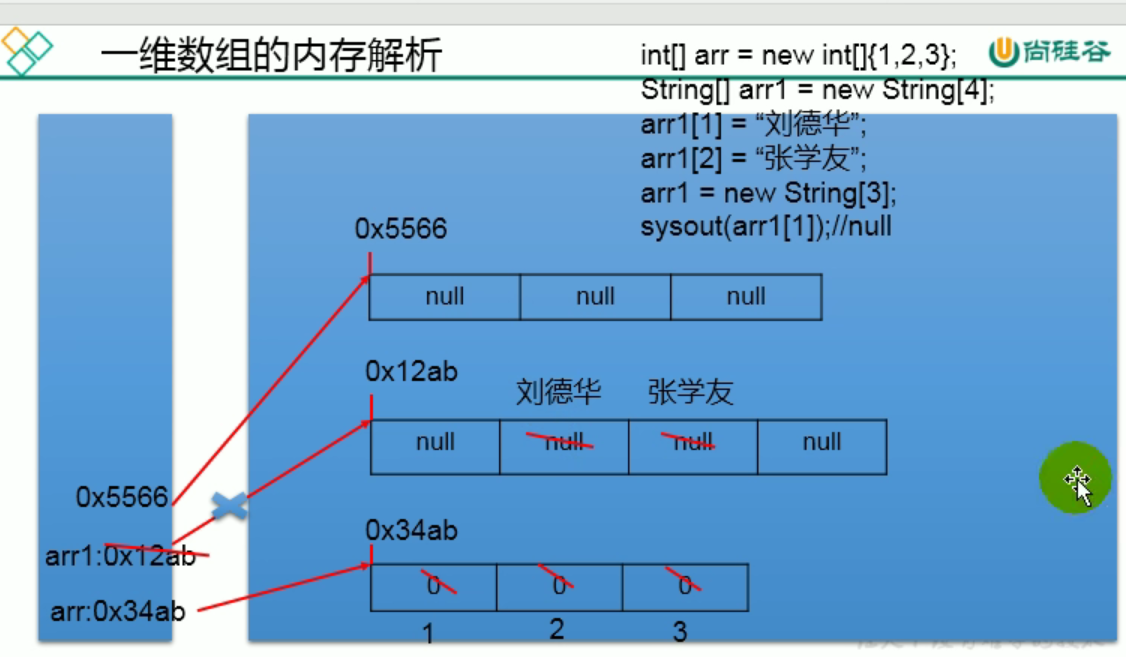 一维数组的内存解析
尚硅谷
int[] arr = new int[]{1,2,3};
String[] arr1 = new String[4];
arr1[1] = “刘德华”;
arr1[2] = “张学友”;
arr1 = new String[3];
sysout(arr1[1]);//null
0x5566
null null null
0x12ab
刘德华 张学友
null null null null
0x5566
0x34ab
arr1:0x12ab
0 0 0
arr:0x34ab
1 2 3